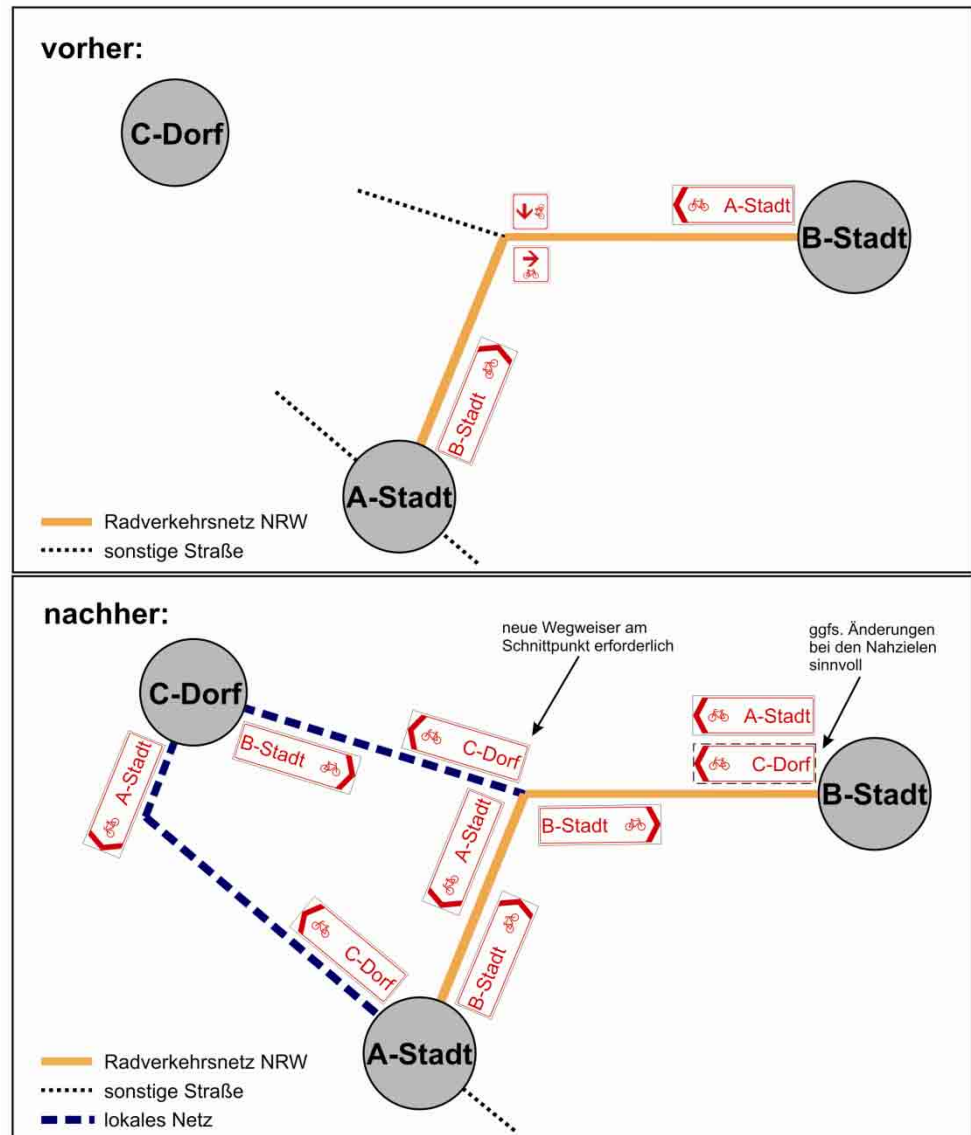 vorher:
C-Dorf
A-Stadt
B-Stadt
B-Stadt
A-Stadt
Radverkehrsnetz NRW
sonstige Straße
nachher:
neue Wegweiser am
Schnittpunkt erforderlich
ggfs. Änderungen
bei den Nahzielen
sinnvoll
C-Dorf
A-Stadt
B-Stadt
C-Dorf
A-Stadt
C-Dorf
B-Stadt
A-Stadt
B-Stadt
C-Dorf
B-Stadt
A-Stadt
Radverkehrsnetz NRW
sonstige Straße
lokales Netz